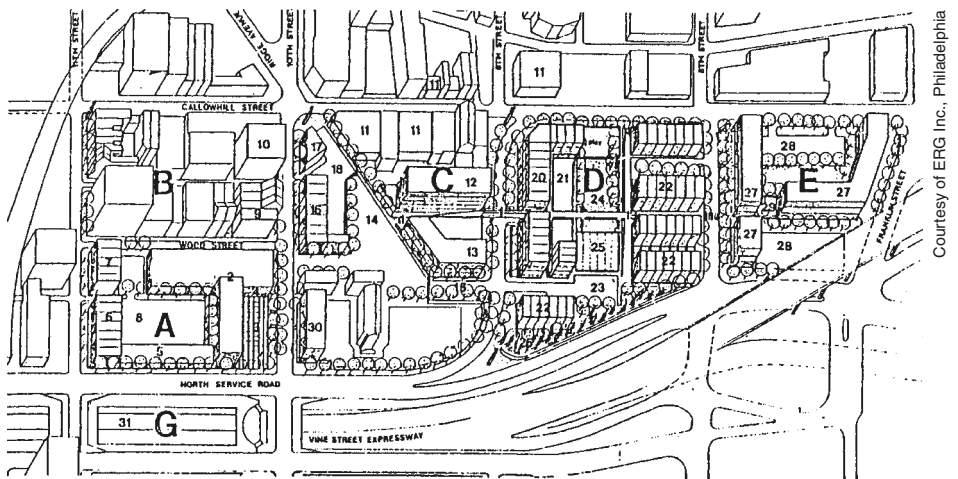 11TH STREET
RIDGE AVENUE
10TH STREET
9TH STREET
8TH STREET
11
11
CALLOWHILL STREET
10
B
9
17
18
16
14
11
11
C
12
13
20
21
D
24
25
22
22
23
28
E
27
27
27
28
FRANKLIN STREET
WOOD STREET
7
2
6
8
A
3
5
30
NORTH SERVICE ROAD
31
G
VINE STREET EXPRESSWAY
Courtesy of ERG Inc., Philadelphia